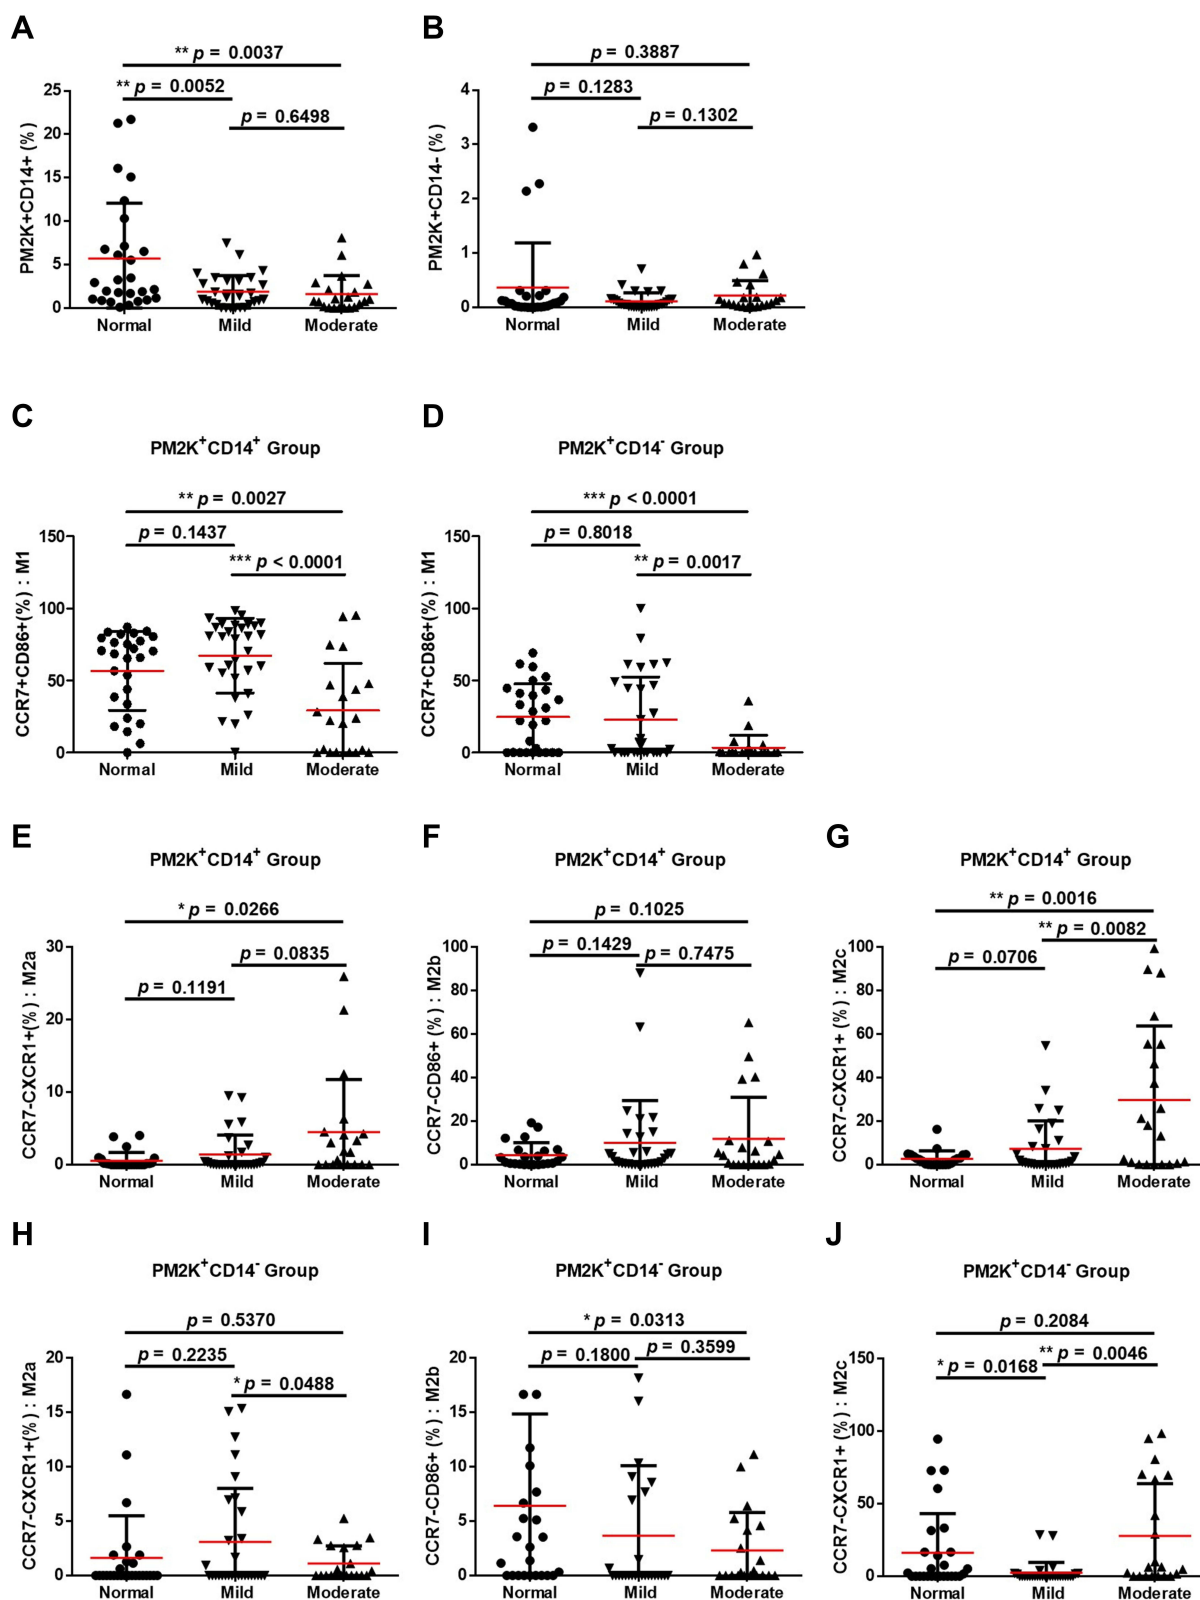 A
** p = 0.0037
** p = 0.0052
p = 0.6498
PM2K+CD14+ (%)
25
20
15
10
5
0
Normal Mild Moderate
B
p = 0.3887
p = 0.1283
p = 0.1302
PM2K+CD14- (%)
4
3
2
1
0
Normal Mild Moderate
C
PM2K+CD14+ Group
** p = 0.0027
p = 0.1437
*** p < 0.0001
CCR7+CD86+(%) : M1
150
100
50
0
Normal Mild Moderate
D
PM2K+CD14- Group
*** p < 0.0001
p = 0.8018
** p = 0.0017
CCR7+CD86+(%) : M1
150
100
50
0
Normal Mild Moderate
E
PM2K+CD14+ Group
* p = 0.0266
p = 0.0835
p = 0.1191
CCR7-CXCR1+(%) : M2a
30
20
10
0
Normal Mild Moderate
F
PM2K+CD14+ Group
p = 0.1025
p = 0.1429
p = 0.7475
CCR7-CD86+ (%) : M2b
100
80
60
40
20
0
Normal Mild Moderate
G
PM2K+CD14+ Group
** p = 0.0016
** p = 0.0082
p = 0.0706
CCR7-CXCR1+ (%) : M2c
100
80
60
40
20
0
Normal Mild Moderate
H
PM2K+CD14- Group
p = 0.5370
p = 0.2235
* p = 0.0488
CCR7-CXCR1+(%) : M2a
20
15
10
5
0
Normal Mild Moderate
I
PM2K+CD14- Group
* p = 0.0313
p = 0.1800
p = 0.3599
CCR7-CD86+ (%) : M2b
20
15
10
5
0
Normal Mild Moderate
J
PM2K+CD14- Group
p = 0.2084
** p = 0.0046
* p = 0.0168
CCR7-CXCR1+ (%) : M2c
150
100
50
0
Normal Mild Moderate